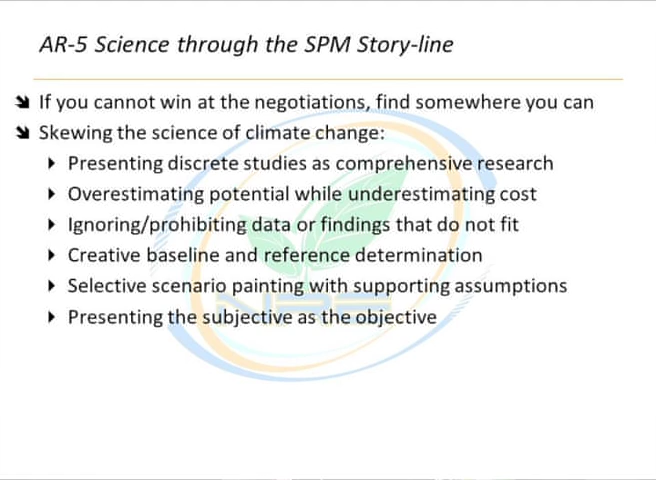 AR-5 Science through the SPM Story-line
If you cannot win at the negotiations, find somewhere you can
Skewing the science of climate change:
Presenting discrete studies as comprehensive research
Overestimating potential while underestimating cost
Ignoring/prohibiting data or findings that do not fit
Creative baseline and reference determination
Selective scenario painting with supporting assumptions
Presenting the subjective as the objective